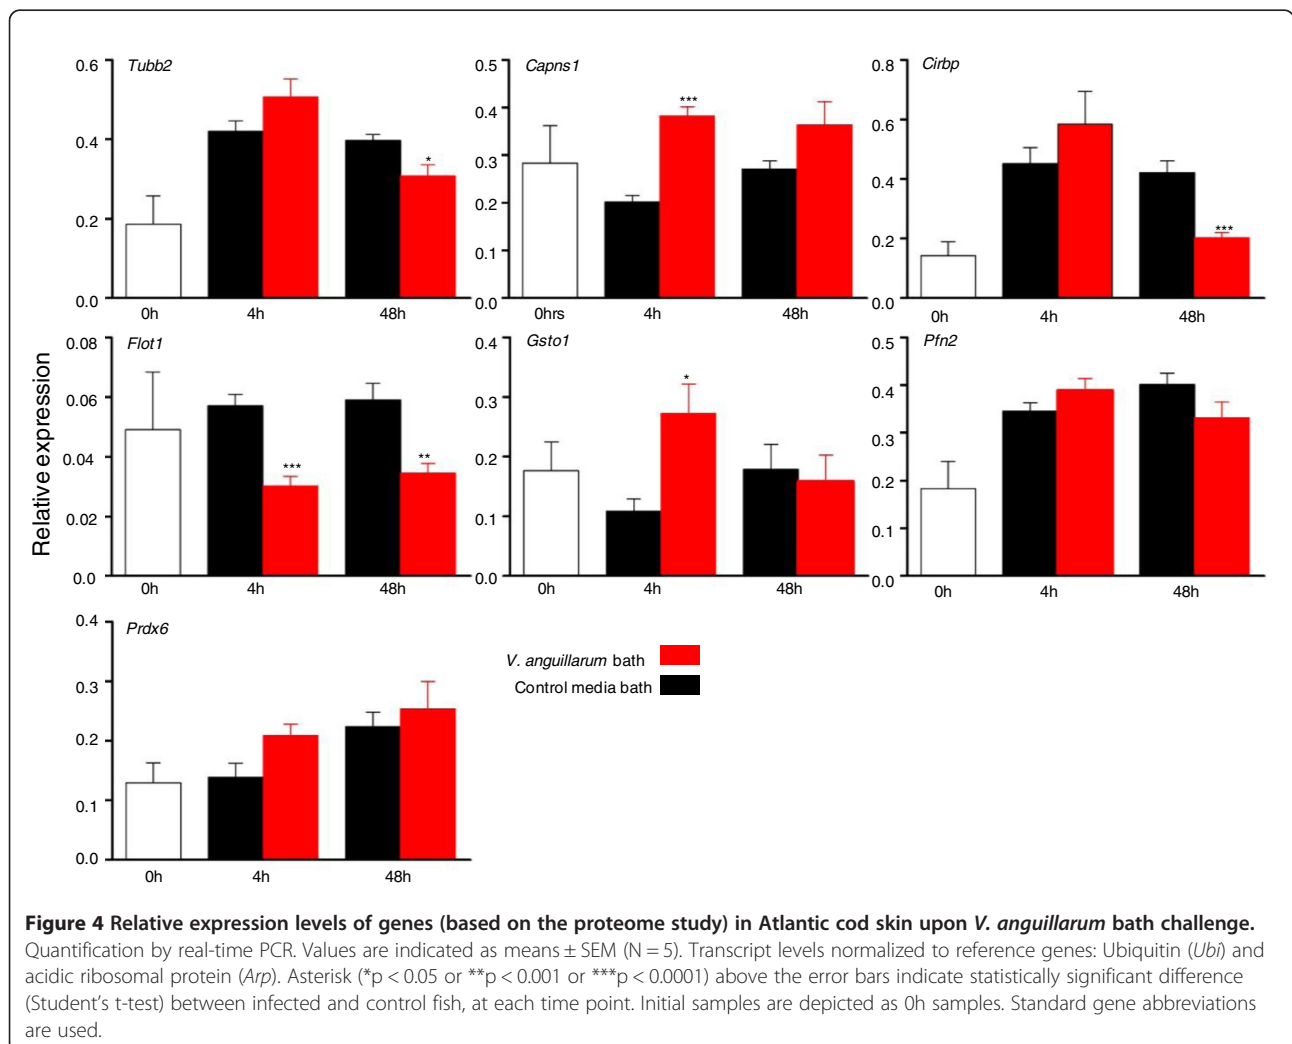 Tubb2
0.6
0.4
0.2
0.0
0h
4h
48h
*
Capns1
0.5
0.4
0.3
0.2
0.1
0.0
0hrs
4h
48h
***
Cirbp
0.8
0.6
0.4
0.2
0.0
0h
4h
48h
***
Relative expression
Flot1
0.08
0.06
0.04
0.02
0.0
0h
4h
48h
***
**
Gsto1
0.4
0.3
0.2
0.1
0.0
0h
4h
48h
*
Pfn2
0.5
0.4
0.3
0.2
0.1
0.0
0h
4h
48h
Prdx6
0.4
0.3
0.2
0.1
0.0
0h
4h
48h
V. anguillarum bath
Control media bath
Figure 4 Relative expression levels of genes (based on the proteome study) in Atlantic cod skin upon V. anguillarum bath challenge.
Quantification by real-time PCR. Values are indicated as means ± SEM (N = 5). Transcript levels normalized to reference genes: Ubiquitin (Ubi) and
acidic ribosomal protein (Arp). Asterisk (*p < 0.05 or **p < 0.001 or ***p < 0.0001) above the error bars indicate statistically significant difference
(Student's t-test) between infected and control fish, at each time point. Initial samples are depicted as 0h samples. Standard gene abbreviations
are used.